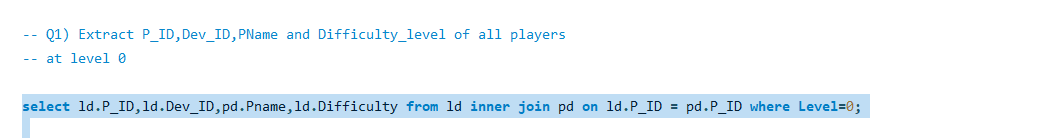 -- Q1) Extract P_ID,Dev_ID,PName and Difficulty_level of all players
-- at level 0
select ld.P_ID,ld.Dev_ID,pd.Pname,ld.Difficulty from ld inner join pd on ld.P_ID = pd.P_ID where Level=0;